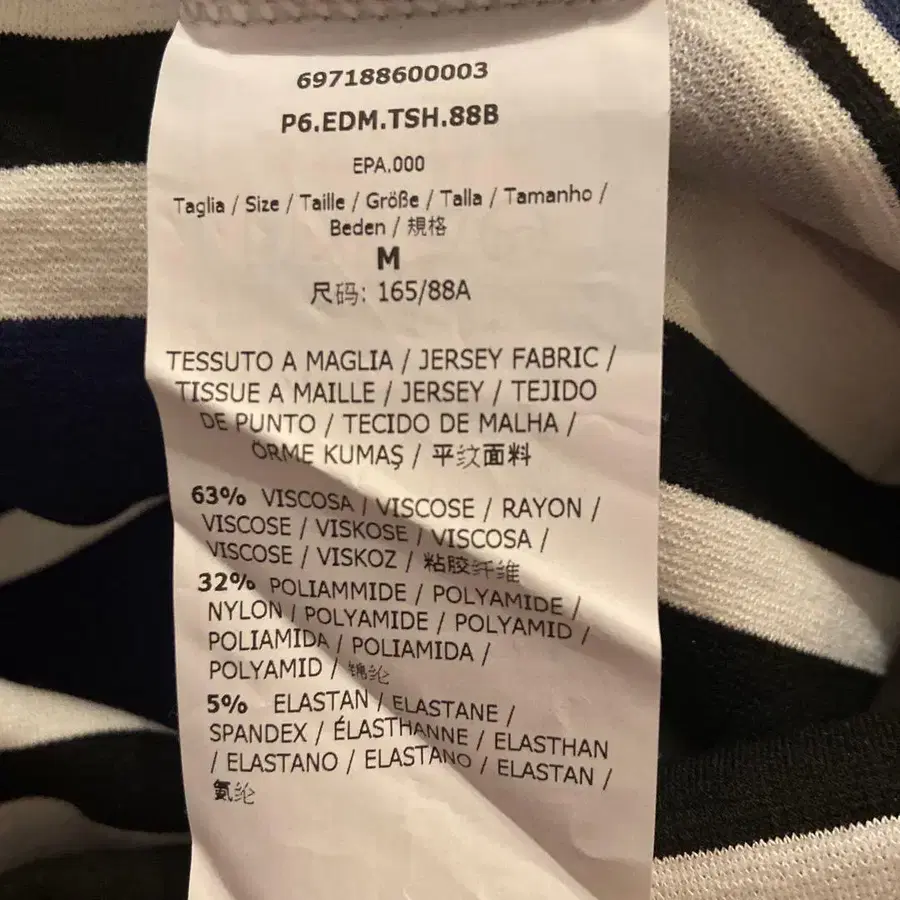 697188600003
P6.EDM.TSH.88B
EPA.000
Taglia / Size / Taille / Größe / Talla / Tamanho /
Beden / 規格
M
尺码: 165/88A
TESSUTO A MAGLIA / JERSEY FABRIC /
TISSUE A MAILLE / JERSEY / TEJIDO
DE PUNTO / TECIDO DE MALHA /
ÖRME KUMAŞ / 平纹面料
63% VISCOSA / VISCOSE / RAYON /
VISCOSE / VISKOSE / VISCOSA /
VISCOSE / VISKOZ / 粘胶纤维
32% POLIAMMIDE / POLYAMIDE /
NYLON / POLYAMIDE / POLYAMID /
POLIAMIDA / POLIAMIDA /
POLYAMID / 锦纶
5% ELASTAN / ELASTANE /
SPANDEX / ÉLASTHANNE / ELASTHAN
/ ELASTANO / ELASTANO / ELASTAN /
氨纶